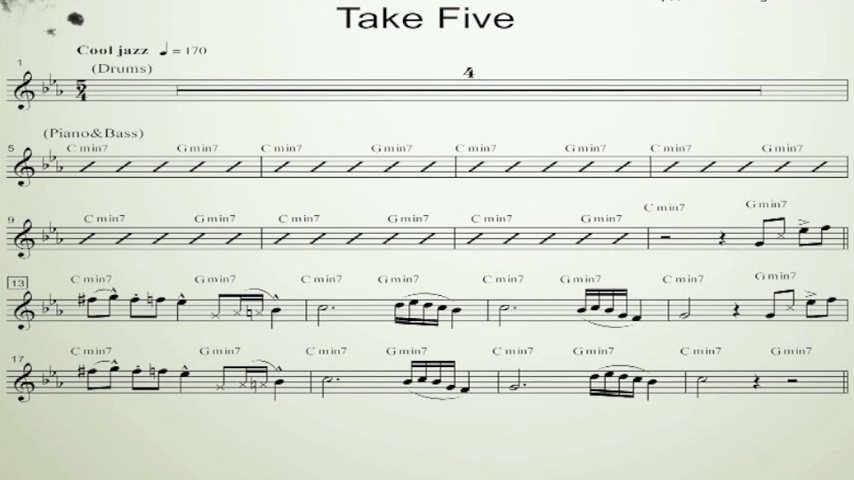 Take Five
Cool jazz ♩ = 170
1 (Drums)
4
5/4
(Piano&Bass)
5 C min7 G min7 C min7 G min7 C min7 G min7 C min7 G min7
9 C min7 G min7 C min7 G min7 C min7 G min7 C min7 G min7
13 C min7 G min7 C min7 G min7 C min7 G min7 C min7 G min7
17 C min7 G min7 C min7 G min7 C min7 G min7 C min7 G min7